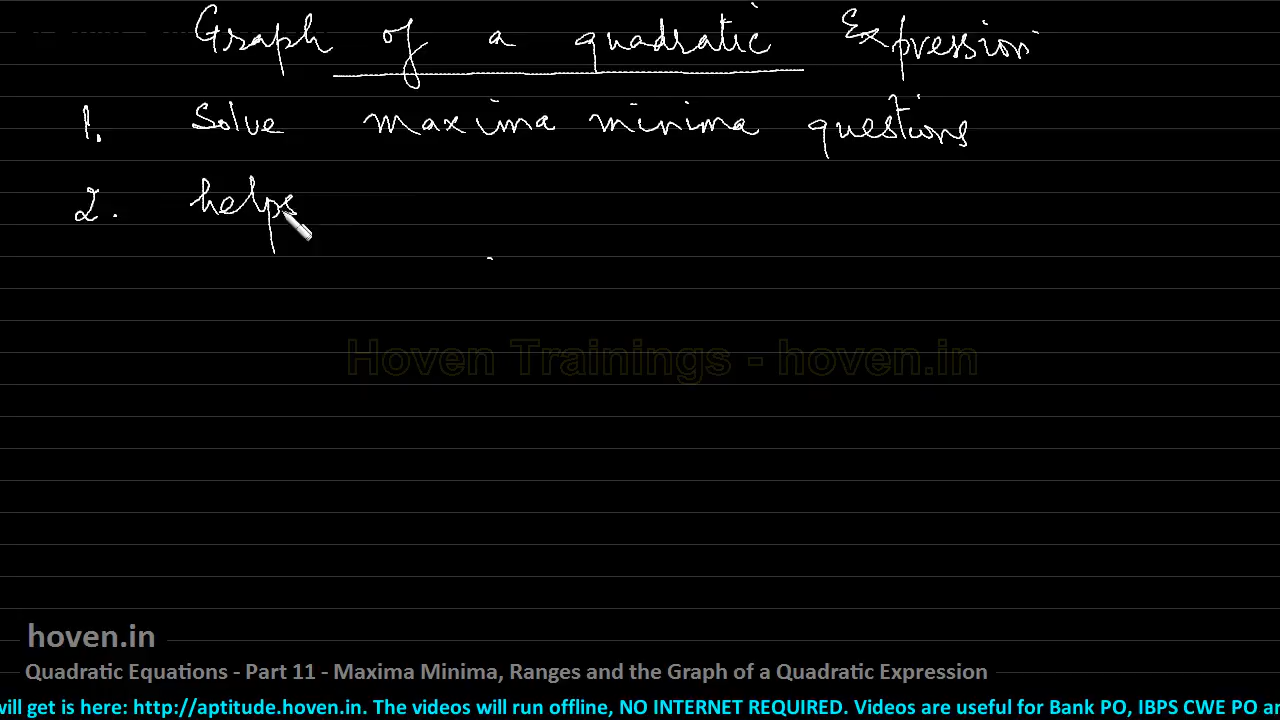 Graph of a quadratic Expression
1. Solve maxima minima questions
2. helps
Hoven Trainings - hoven.in
hoven.in
Quadratic Equations - Part 11 - Maxima Minima, Ranges and the Graph of a Quadratic Expression
will get is here: http://aptitude.hoven.in. The videos will run offline, NO INTERNET REQUIRED. Videos are useful for Bank PO, IBPS CWE PO an